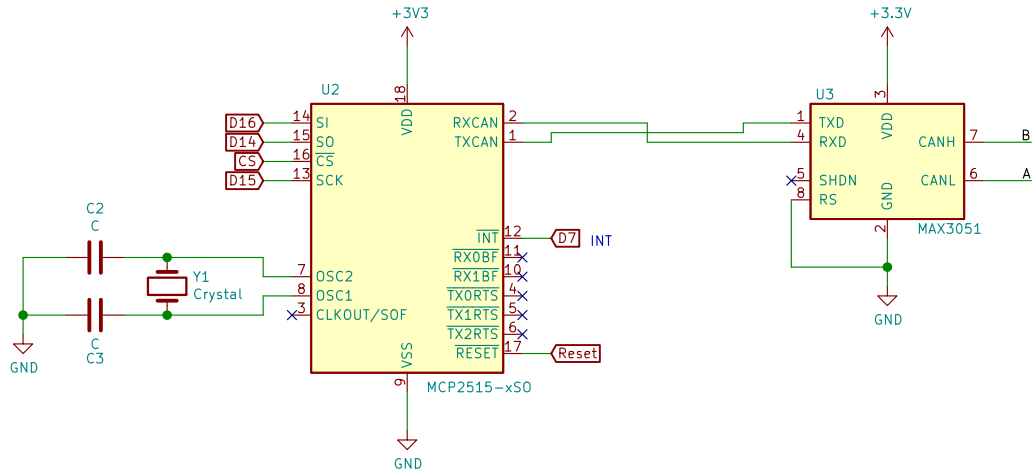 +3V3
+3.3V
U2
U3
18
VDD
3
VDD
D16
14
SI
D14
15
SO
CS
16
CS
D15
13
SCK
RXCAN
2
TXCAN
1
1
TXD
4
RXD
5
SHDN
8
RS
CANH
7
B
CANL
6
A
GND
2
MAX3051
GND
INT
12
D7
INT
RX0BF
11
RX1BF
10
TX0RTS
4
TX1RTS
5
TX2RTS
6
RESET
17
Reset
C2
C
Y1
Crystal
C
C3
GND
7
OSC2
8
OSC1
3
CLKOUT/SOF
VSS
9
MCP2515-xSO
GND